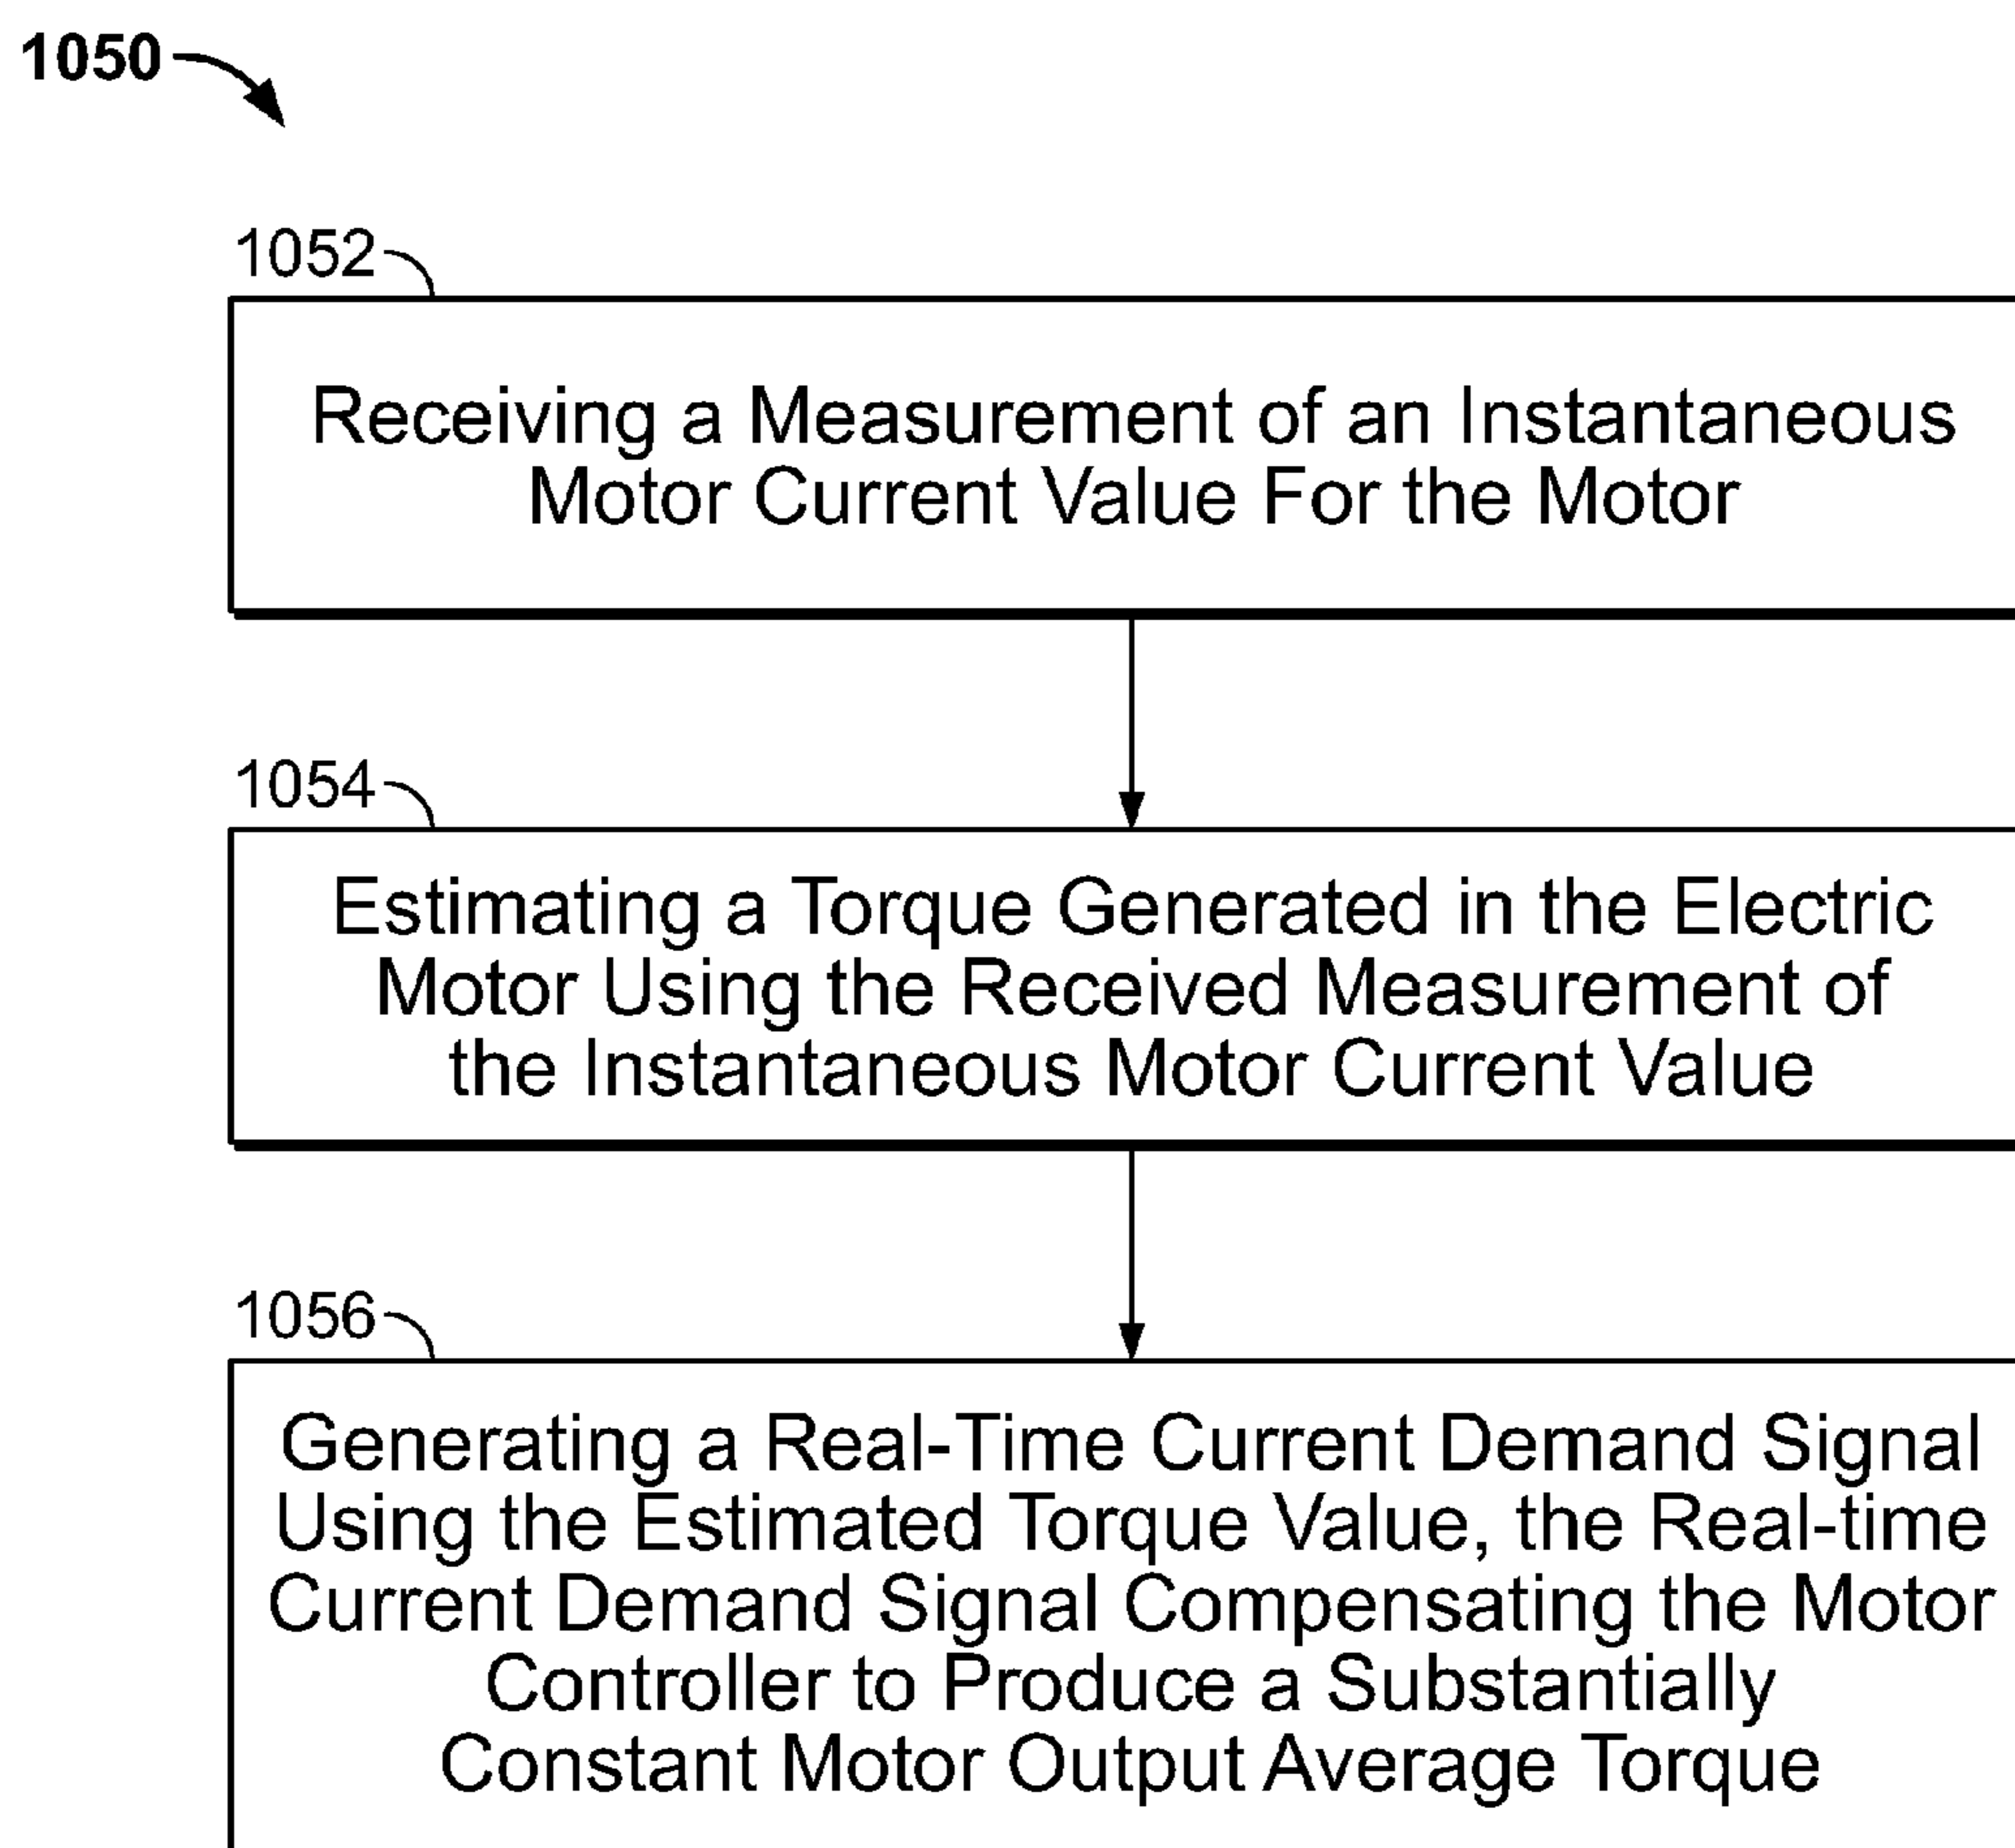 1050
1052
Receiving a Measurement of an Instantaneous
Motor Current Value For the Motor
1054
Estimating a Torque Generated in the Electric
Motor Using the Received Measurement of
the Instantaneous Motor Current Value
1056
Generating a Real-Time Current Demand Signal
Using the Estimated Torque Value, the Real-time
Current Demand Signal Compensating the Motor
Controller to Produce a Substantially
Constant Motor Output Average Torque